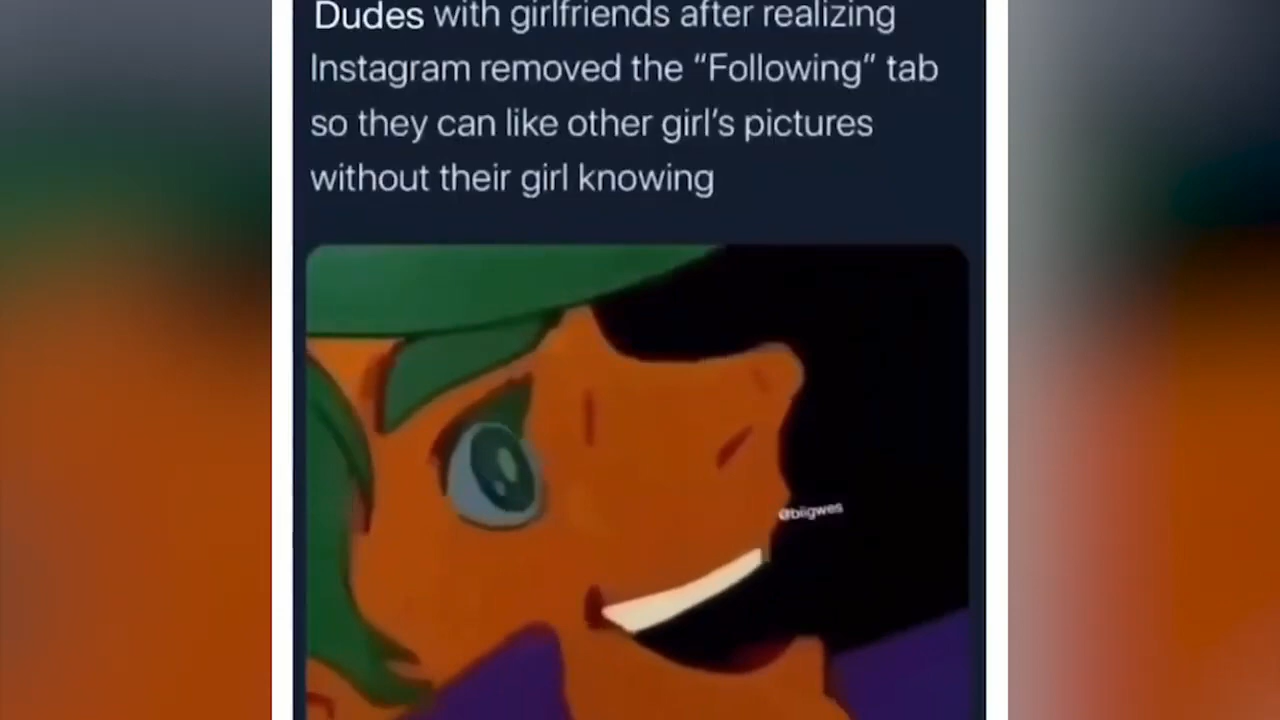 Dudes with girlfriends after realizing
Instagram removed the “Following” tab
so they can like other girl’s pictures
without their girl knowing
@biigwes